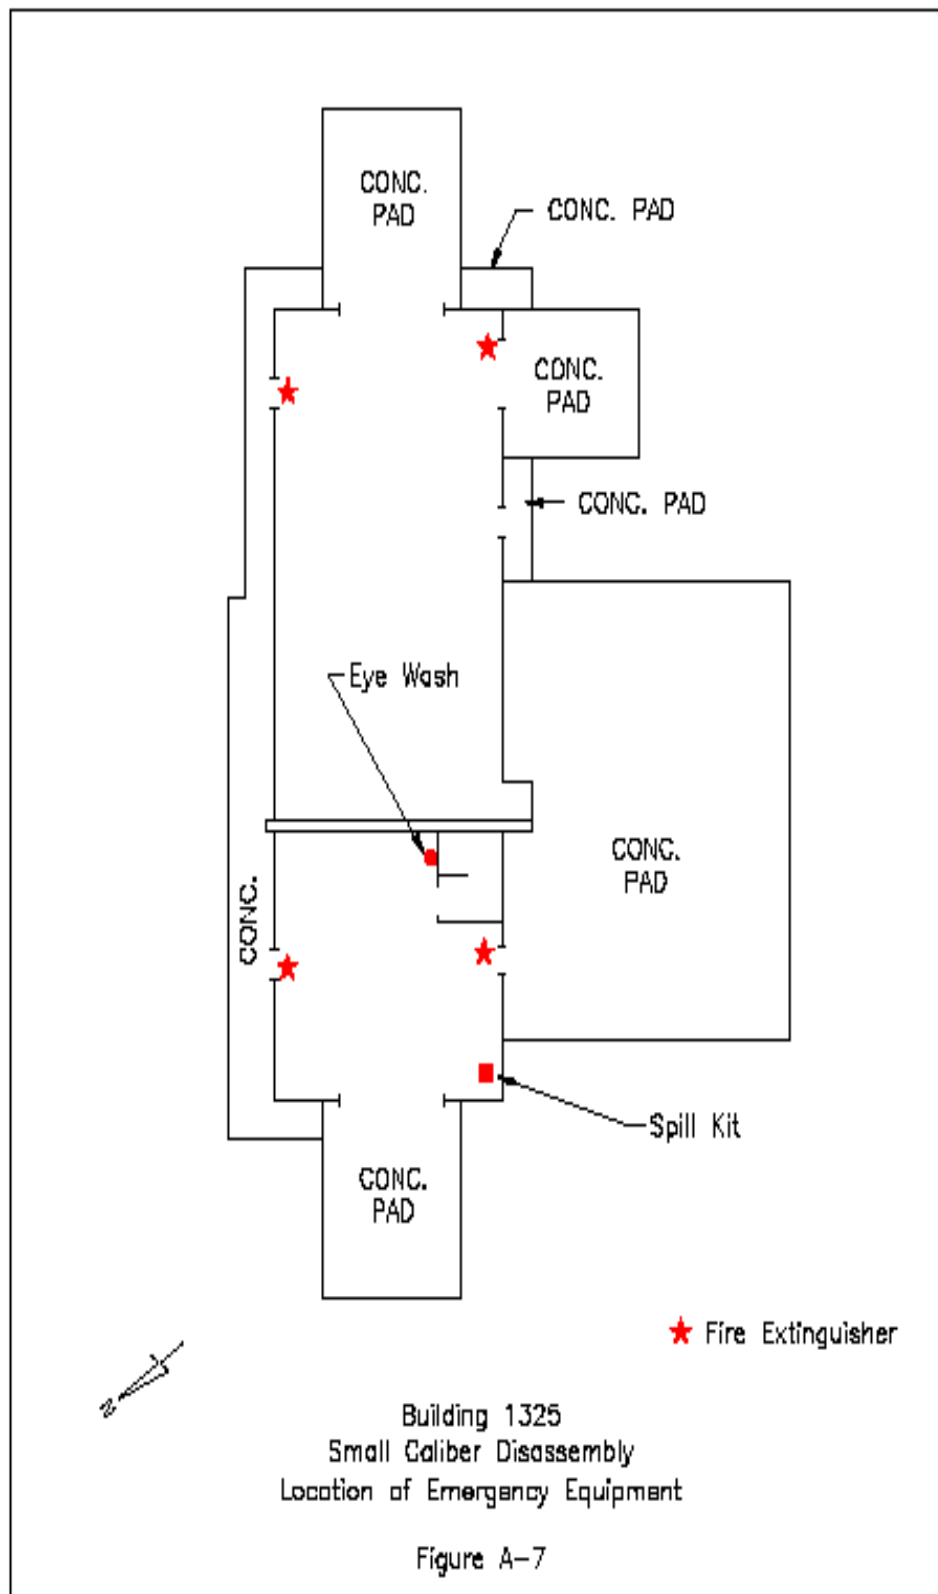 CONC.
PAD
CONC. PAD
CONC.
PAD
CONC. PAD
Eye Wash
CONC.
PAD
CONC.
Spill Kit
CONC.
PAD
Fire Extinguisher
N
Building 1325
Small Caliber Disassembly
Location of Emergency Equipment
Figure A-7